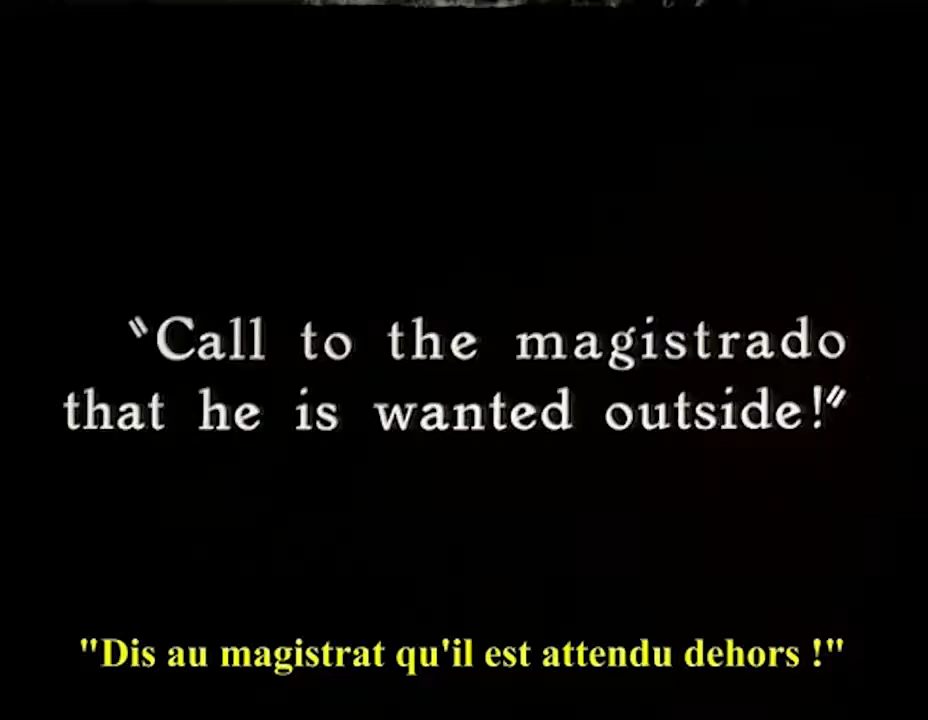 "Call to the magistrado
that he is wanted outside!"
"Dis au magistrat qu'il est attendu dehors !"